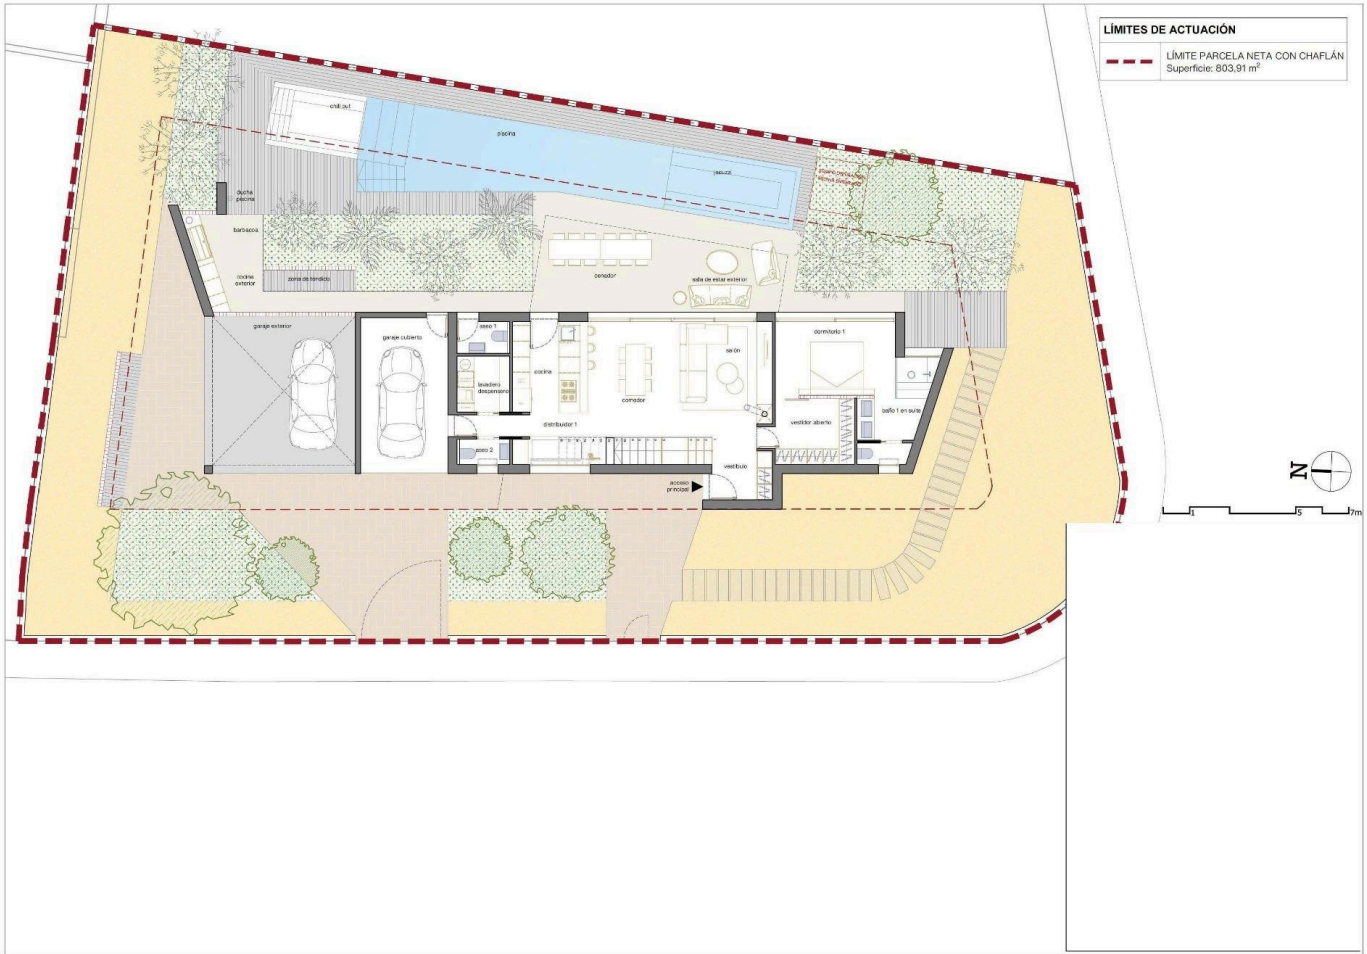 LÍMITES DE ACTUACIÓN
LÍMITE PARCELA NETA CON CHAFLÁN
Superficie: 803,91 m²
chill out
piscina
jacuzzi
ducha
piscina
barbacoa
cocina
exterior
zona de tendido
cenador
sala de estar exterior
garaje exterior
garaje cubierto
aseo 1
lavadero
despensero
cocina
comedor
salón
dormitorio 1
vestidor abierto
baño 1 en suite
distribuidor 1
aseo 2
vestíbulo
acceso
principal
N
1
5
7m